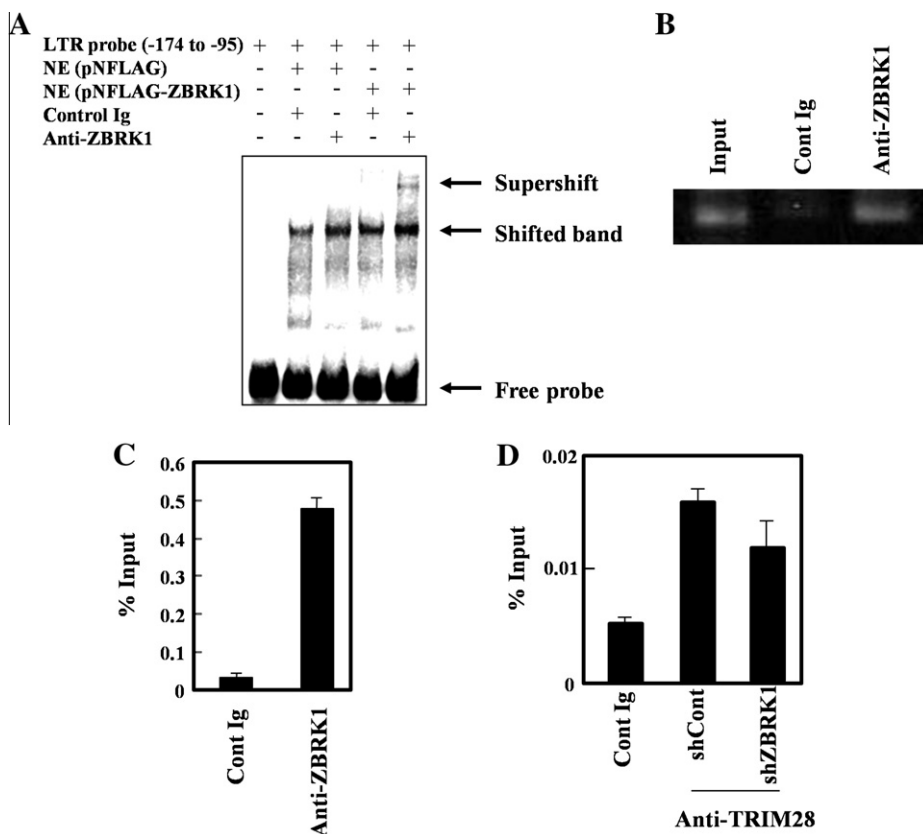 A
LTR probe (-174 to -95) + + + + +
NE (pNFLAG) - + + - -
NE (pNFLAG-ZBRK1) - - - + +
Control Ig - + - + -
Anti-ZBRK1 - - + - +
Supershift
Shifted band
Free probe
B
Input
Cont Ig
Anti-ZBRK1
C
% Input
0.6
0.5
0.4
0.3
0.2
0.1
0
Cont Ig
Anti-ZBRK1
D
% Input
0.02
0.01
0
Cont Ig
shCont
shZBRK1
Anti-TRIM28